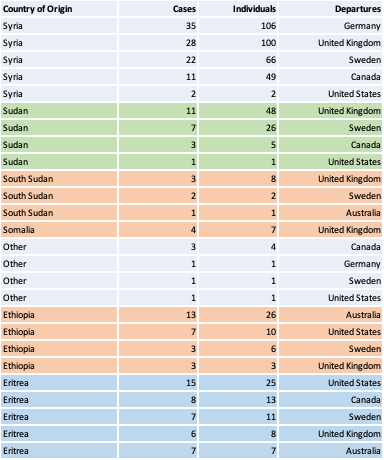 Country of Origin Cases Individuals Departures
Syria 35 106 Germany
Syria 28 100 United Kingdom
Syria 22 66 Sweden
Syria 11 49 Canada
Syria 2 2 United States
Sudan 11 48 United Kingdom
Sudan 7 26 Sweden
Sudan 3 5 Canada
Sudan 1 1 United States
South Sudan 3 8 United Kingdom
South Sudan 2 2 Sweden
South Sudan 1 1 Australia
Somalia 4 7 United Kingdom
Other 3 4 Canada
Other 1 1 Germany
Other 1 1 Sweden
Other 1 1 United States
Ethiopia 13 26 Australia
Ethiopia 7 10 United States
Ethiopia 3 6 Sweden
Ethiopia 3 3 United Kingdom
Eritrea 15 25 United States
Eritrea 8 13 Canada
Eritrea 7 11 Sweden
Eritrea 6 8 United Kingdom
Eritrea 7 7 Australia